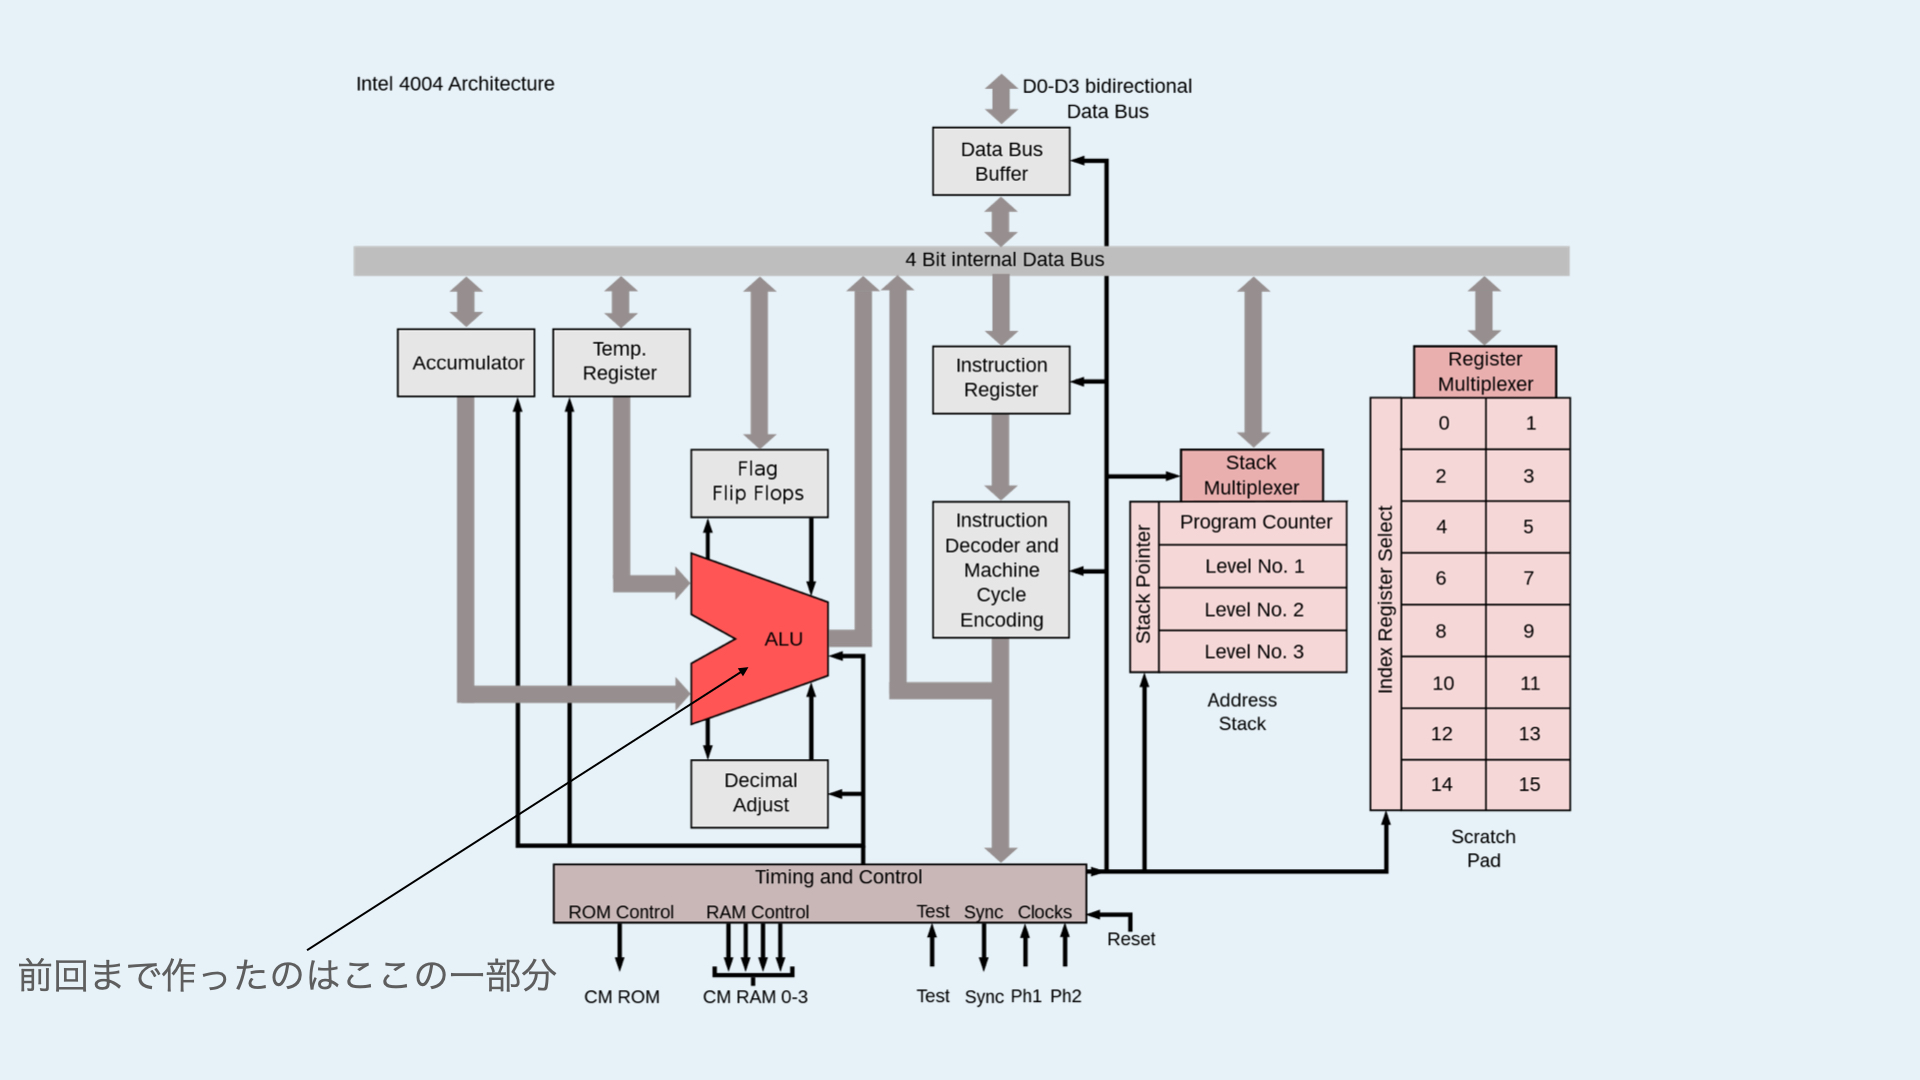 Intel 4004 Architecture
D0-D3 bidirectional
Data Bus
Data Bus
Buffer
4 Bit internal Data Bus
Accumulator
Temp.
Register
Flag
Flip Flops
ALU
Decimal
Adjust
Instruction
Register
Instruction
Decoder and
Machine
Cycle
Encoding
Stack
Multiplexer
Stack Pointer
Program Counter
Level No. 1
Level No. 2
Level No. 3
Address
Stack
Register
Multiplexer
Index Register Select
0 1
2 3
4 5
6 7
8 9
10 11
12 13
14 15
Scratch
Pad
Timing and Control
ROM Control RAM Control Test Sync Clocks
Reset
前回まで作ったのはここの一部分
CM ROM CM RAM 0-3 Test Sync Ph1 Ph2